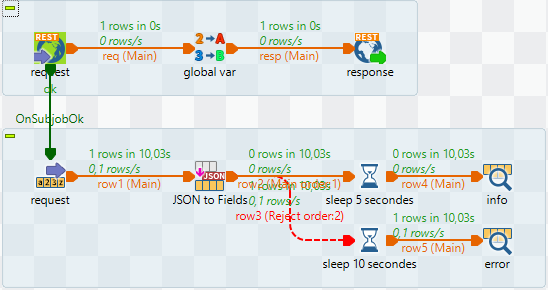 1 rows in 0s
0 rows/s
1 rows in 0s
0 rows/s
REST
2 A
3 B
REST
req (Main)
resp (Main)
request
global var
response
ok
OnSubjobOk
1 rows in 10,03s
0,1 rows/s
0 rows in 10,03s
0 rows/s
0 rows in 10,03s
0 rows/s
JSON
row1 (Main)
row2 (Main order:1)
row4 (Main)
request
JSON to Fields
1 rows in 10,03s
sleep 5 secondes
info
0,1 rows/s
row3 (Reject order:2)
1 rows in 10,03s
0,1 rows/s
row5 (Main)
sleep 10 secondes
error